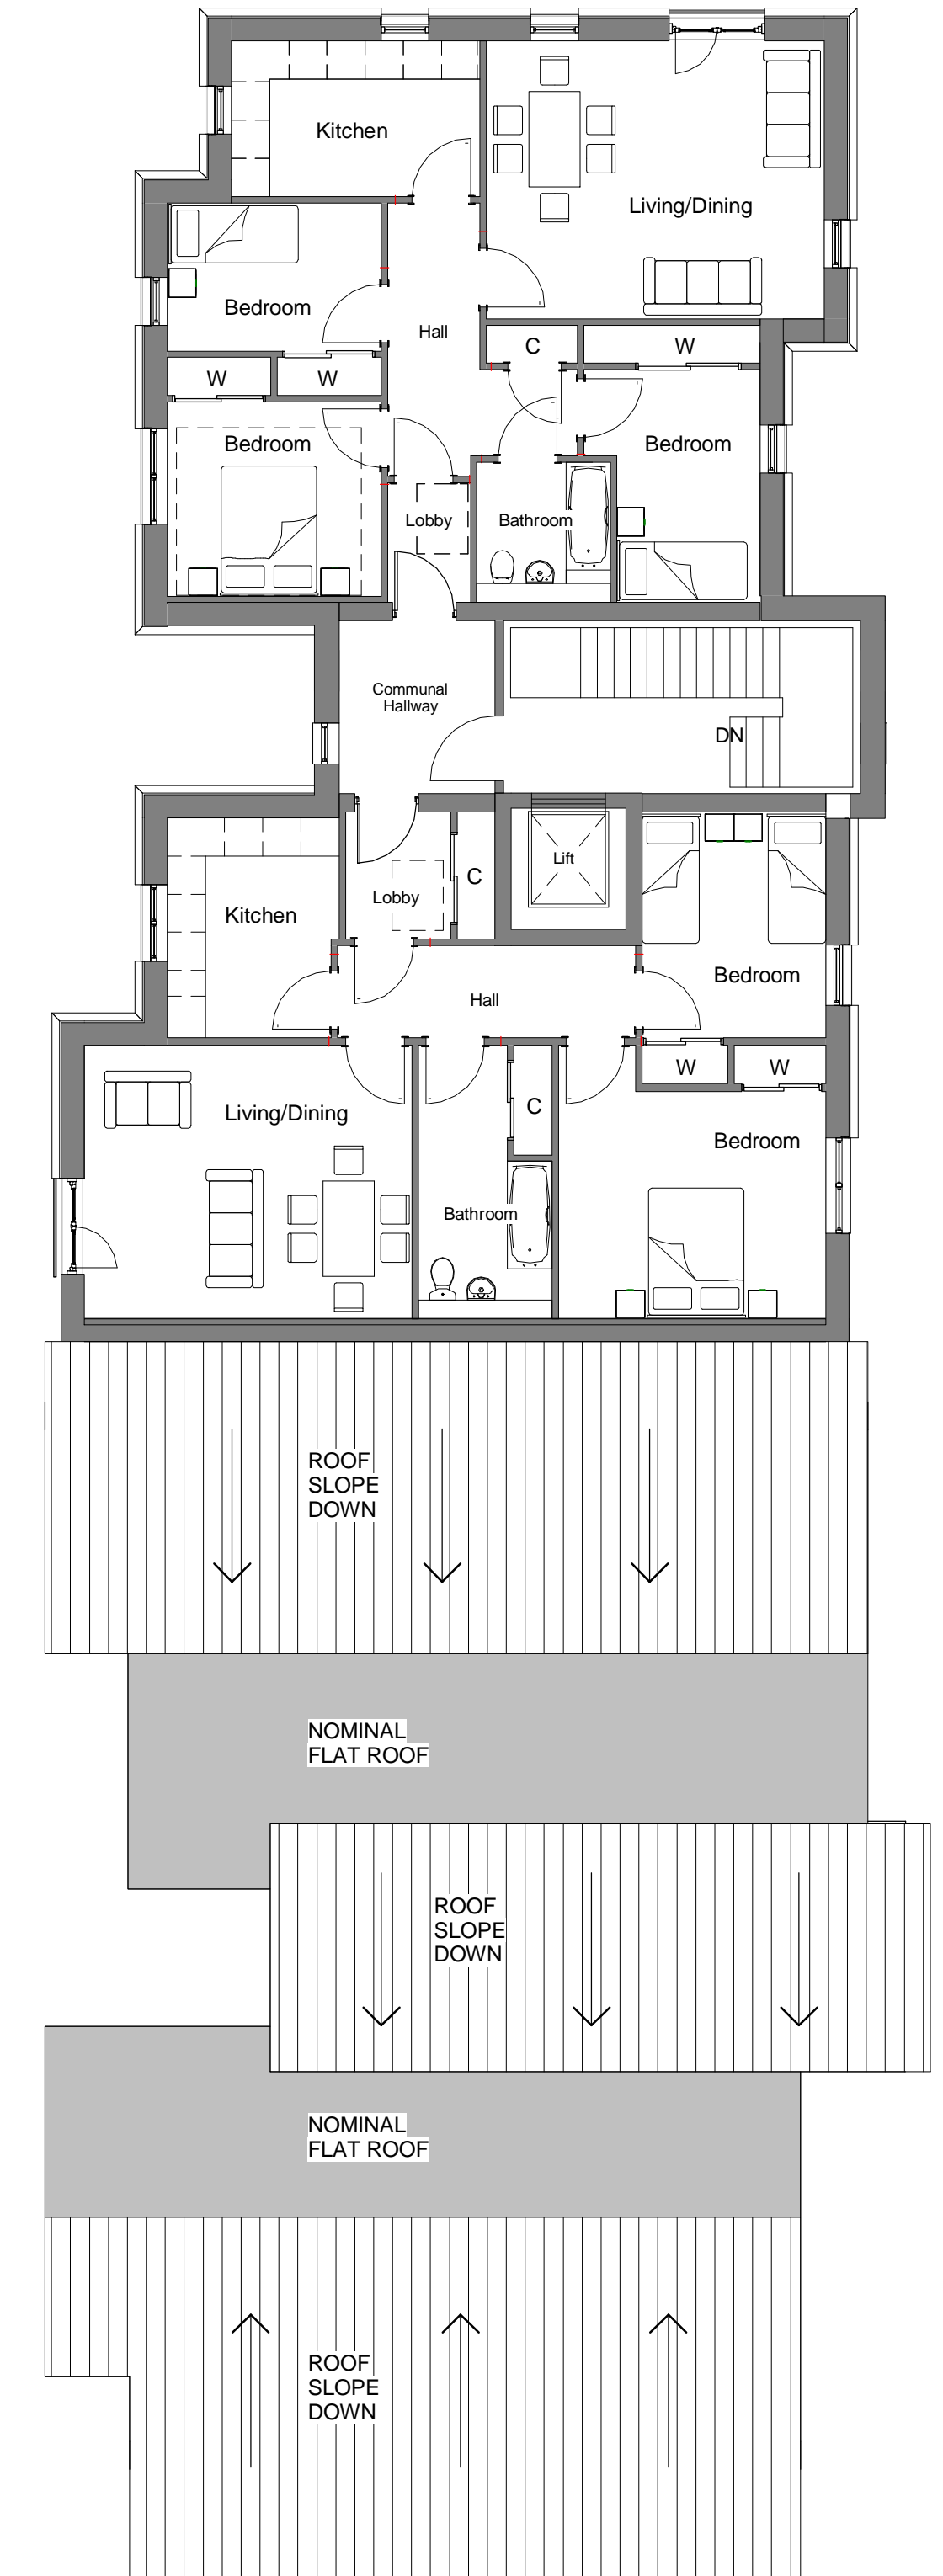 Kitchen
Living/Dining
Bedroom
Hall
C
W
W
W
Bedroom
Bedroom
Lobby
Bathroom
Communal
Hallway
DN
Lift
C
Lobby
Kitchen
Bedroom
Hall
W
W
C
Living/Dining
Bedroom
Bathroom
ROOF
SLOPE
DOWN
NOMINAL
FLAT ROOF
ROOF
SLOPE
DOWN
NOMINAL
FLAT ROOF
ROOF
SLOPE
DOWN